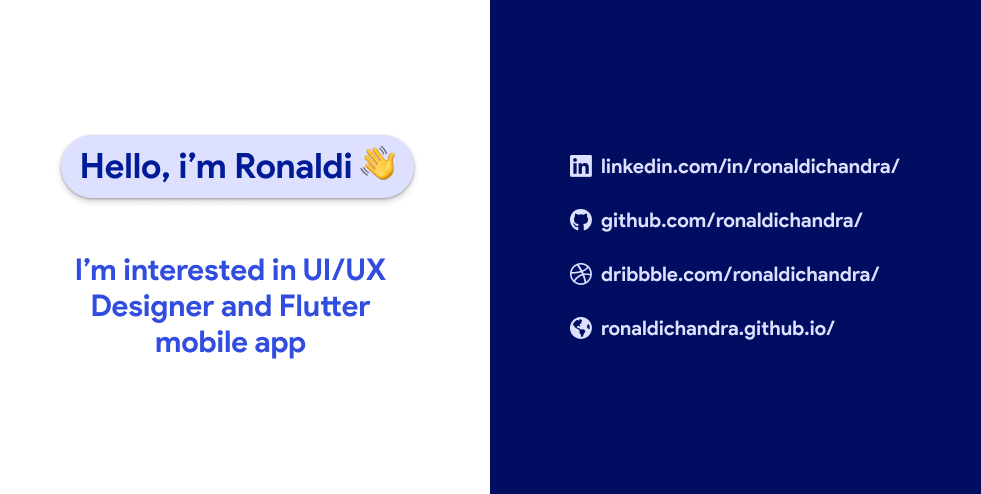 Hello, i’m Ronaldi 👋
I’m interested in UI/UX
Designer and Flutter
mobile app
linkedin.com/in/ronaldichandra/
github.com/ronaldichandra/
dribbble.com/ronaldichandra/
ronaldichandra.github.io/